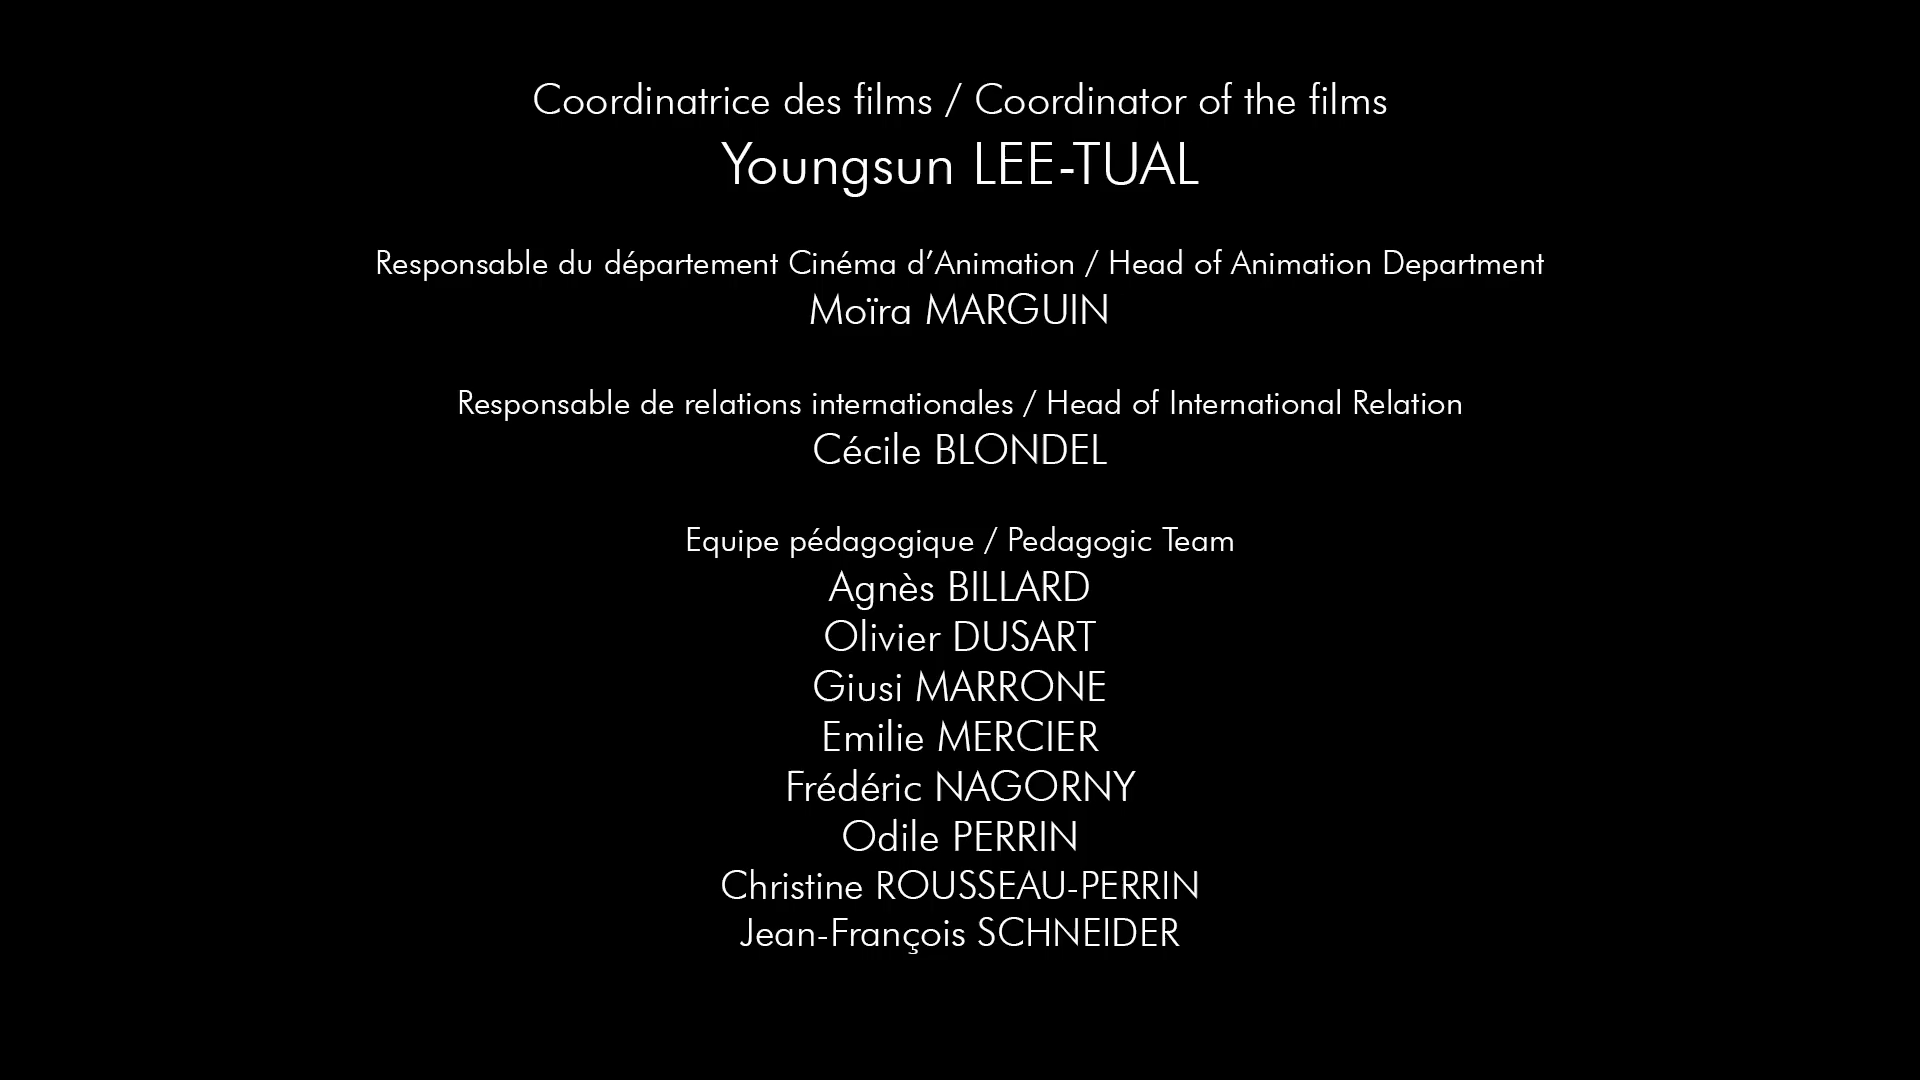 Coordinatrice des films / Coordinator of the films
Youngsun LEE-TUAL
Responsable du département Cinéma d’Animation / Head of Animation Department
Moïra MARGUIN
Responsable de relations internationales / Head of International Relation
Cécile BLONDEL
Equipe pédagogique / Pedagogic Team
Agnès BILLARD
Olivier DUSART
Giusi MARRONE
Emilie MERCIER
Frédéric NAGORNY
Odile PERRIN
Christine ROUSSEAU-PERRIN
Jean-François SCHNEIDER